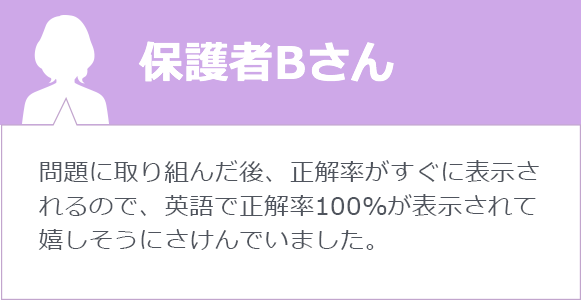 保護者Bさん
問題に取り組んだ後、正解率がすぐに表示さ
れるので、英語で正解率100%が表示されて
嬉しそうにさけんでいました。